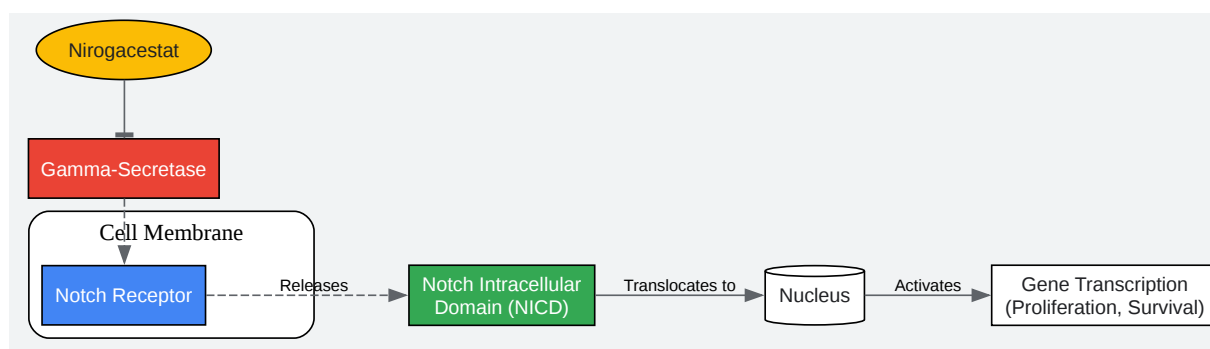 Nirogacestat
Gamma-Secretase
Cell Membrane
Notch Receptor
Releases
Notch Intracellular
Domain (NICD)
Translocates to
Nucleus
Activates
Gene Transcription
(Proliferation, Survival)